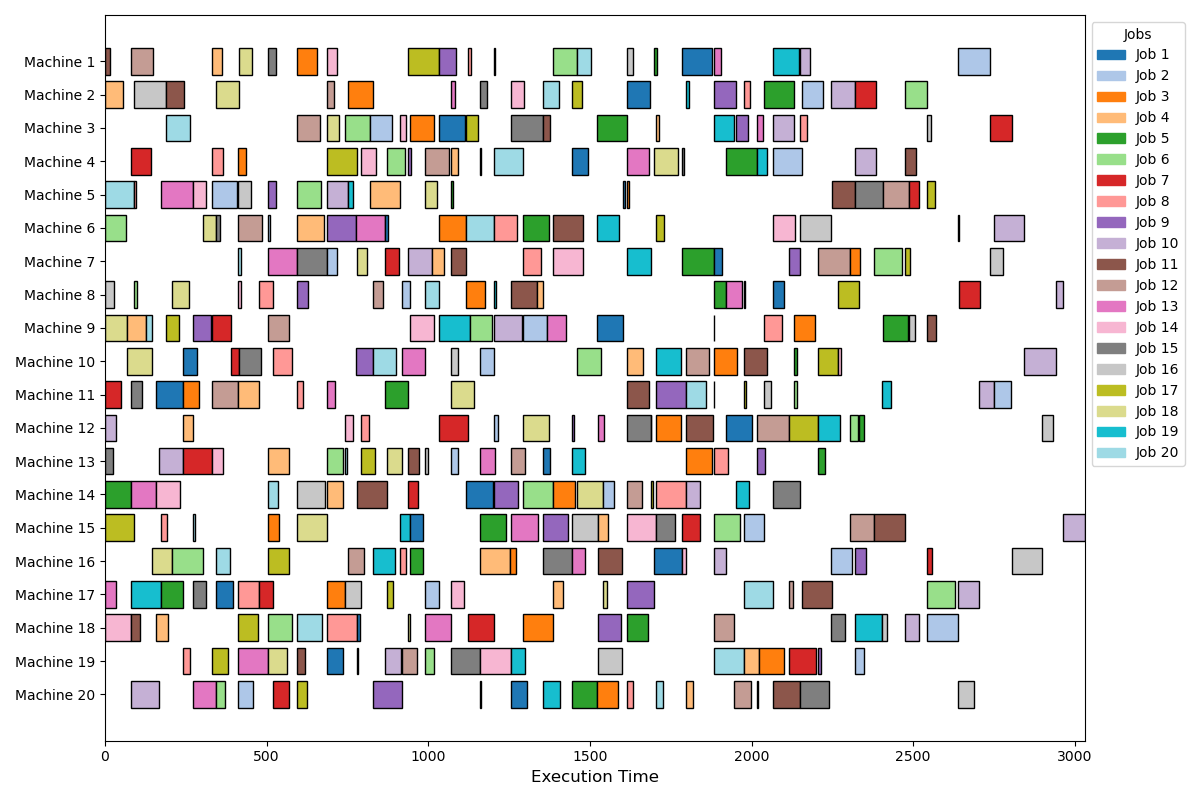 Machine 1
Machine 2
Machine 3
Machine 4
Machine 5
Machine 6
Machine 7
Machine 8
Machine 9
Machine 10
Machine 11
Machine 12
Machine 13
Machine 14
Machine 15
Machine 16
Machine 17
Machine 18
Machine 19
Machine 20
0 500 1000 1500 2000 2500 3000
Execution Time
Jobs
Job 1
Job 2
Job 3
Job 4
Job 5
Job 6
Job 7
Job 8
Job 9
Job 10
Job 11
Job 12
Job 13
Job 14
Job 15
Job 16
Job 17
Job 18
Job 19
Job 20